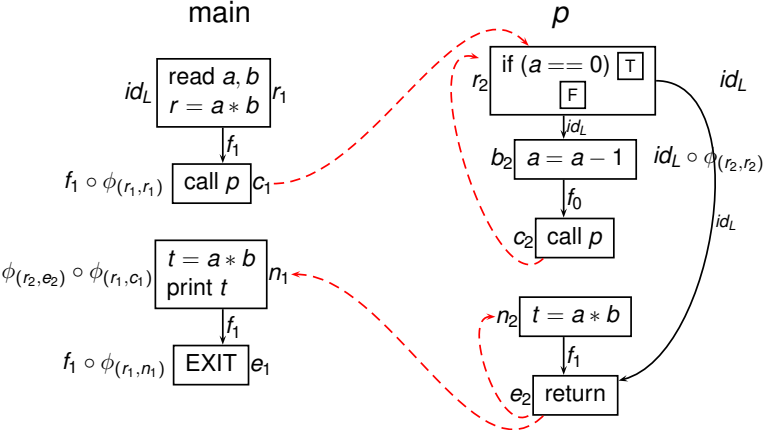 main
id_L
read a, b
r = a ∗ b
r_1
f_1
f_1 ∘ ϕ_(r_1,r_1)
call p
c_1
ϕ_(r_2,e_2) ∘ ϕ_(r_1,c_1)
t = a ∗ b
print t
n_1
f_1
f_1 ∘ ϕ_(r_1,n_1)
EXIT
e_1
p
r_2
if (a == 0) T
F
id_L
id_L
b_2
a = a − 1
id_L ∘ ϕ_(r_2,r_2)
f_0
id_L
c_2
call p
n_2
t = a ∗ b
f_1
e_2
return